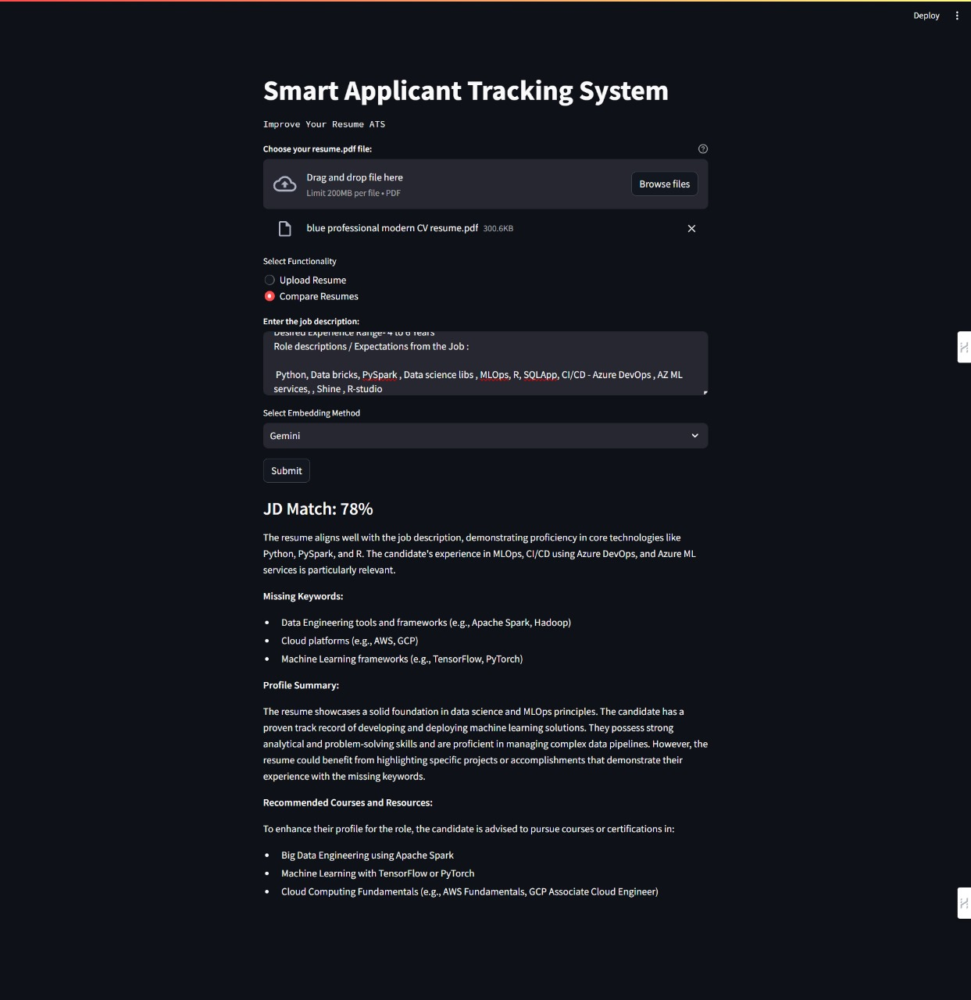 Deploy
Smart Applicant Tracking System
Improve Your Resume ATS
Choose your resume.pdf file:
Drag and drop file here
Limit 200MB per file • PDF
Browse files
blue professional modern CV resume.pdf 300.6KB
Select Functionality
Upload Resume
Compare Resumes
Enter the job description:
Desired Experience Range- 4 to 6 Years
Role descriptions / Expectations from the Job :
Python, Data bricks, PySpark , Data science libs , MLOps, R, SQLApp, CI/CD - Azure DevOps , AZ ML
services, , Shine , R-studio
Select Embedding Method
Gemini
Submit
JD Match: 78%
The resume aligns well with the job description, demonstrating proficiency in core technologies like
Python, PySpark, and R. The candidate's experience in MLOps, CI/CD using Azure DevOps, and Azure ML
services is particularly relevant.
Missing Keywords:
• Data Engineering tools and frameworks (e.g., Apache Spark, Hadoop)
• Cloud platforms (e.g., AWS, GCP)
• Machine Learning frameworks (e.g., TensorFlow, PyTorch)
Profile Summary:
The resume showcases a solid foundation in data science and MLOps principles. The candidate has a
proven track record of developing and deploying machine learning solutions. They possess strong
analytical and problem-solving skills and are proficient in managing complex data pipelines. However, the
resume could benefit from highlighting specific projects or accomplishments that demonstrate their
experience with the missing keywords.
Recommended Courses and Resources:
To enhance their profile for the role, the candidate is advised to pursue courses or certifications in:
• Big Data Engineering using Apache Spark
• Machine Learning with TensorFlow or PyTorch
• Cloud Computing Fundamentals (e.g., AWS Fundamentals, GCP Associate Cloud Engineer)